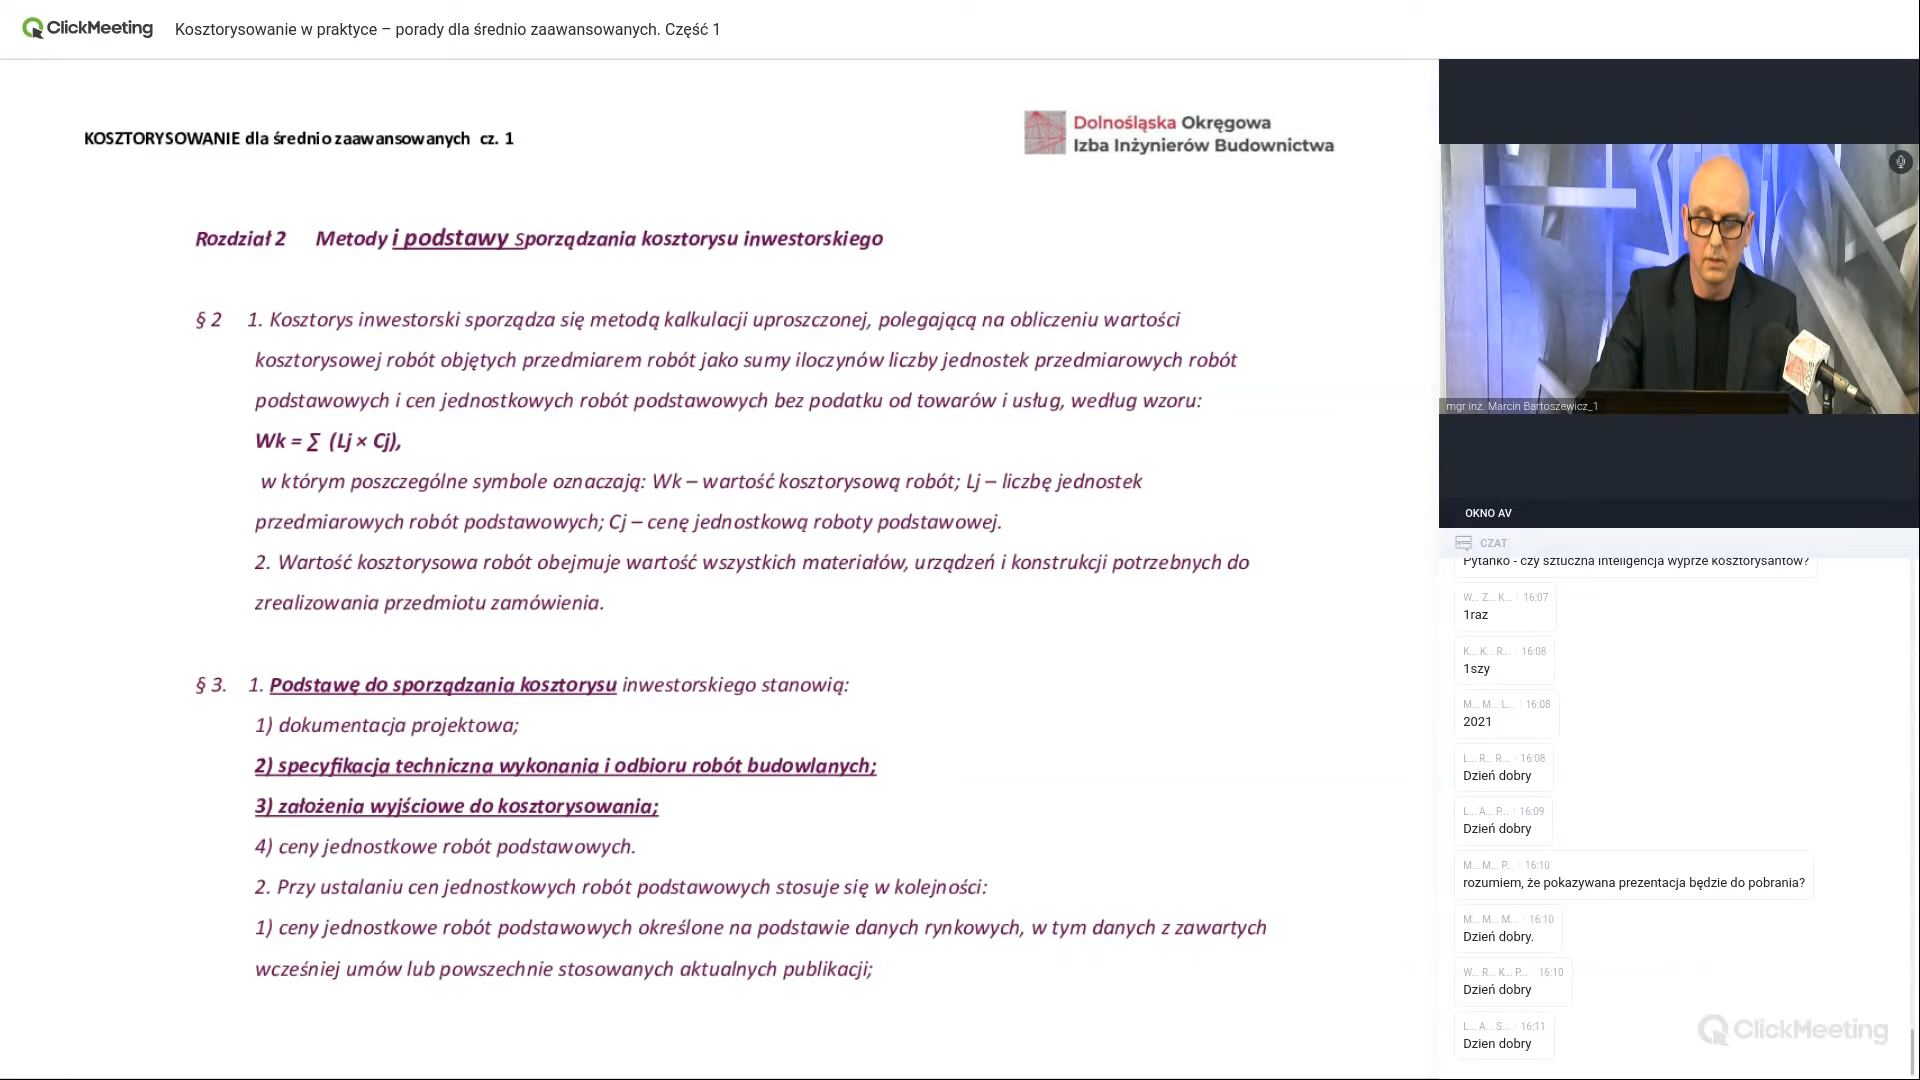 ClickMeeting
Kosztorysowanie w praktyce – porady dla średnio zaawansowanych. Część 1
KOSZTORYSOWANIE dla średnio zaawansowanych cz. 1
Dolnośląska Okręgowa
Izba Inżynierów Budownictwa
Rozdział 2 Metody i podstawy sporządzania kosztorysu inwestorskiego
§ 2 1. Kosztorys inwestorski sporządza się metodą kalkulacji uproszczonej, polegającą na obliczeniu wartości
kosztorysowej robót objętych przedmiarem robót jako sumy iloczynów liczby jednostek przedmiarowych robót
podstawowych i cen jednostkowych robót podstawowych bez podatku od towarów i usług, według wzoru:
Wk = ∑ (Lj × Cj),
w którym poszczególne symbole oznaczają: Wk – wartość kosztorysową robót; Lj – liczbę jednostek
przedmiarowych robót podstawowych; Cj – cenę jednostkową roboty podstawowej.
2. Wartość kosztorysowa robót obejmuje wartość wszystkich materiałów, urządzeń i konstrukcji potrzebnych do
zrealizowania przedmiotu zamówienia.
§ 3. 1. Podstawę do sporządzania kosztorysu inwestorskiego stanowią:
1) dokumentacja projektowa;
2) specyfikacja techniczna wykonania i odbioru robót budowlanych;
3) założenia wyjściowe do kosztorysowania;
4) ceny jednostkowe robót podstawowych.
2. Przy ustalaniu cen jednostkowych robót podstawowych stosuje się w kolejności:
1) ceny jednostkowe robót podstawowych określone na podstawie danych rynkowych, w tym danych z zawartych
wcześniej umów lub powszechnie stosowanych aktualnych publikacji;
mgr inż. Marcin Bartoszewicz_1
OKNO AV
CZAT
Pytanko - czy sztuczna inteligencja wyprze kosztorysantów?
W... Z... K... 16:07
1raz
K... K... R... 16:08
1szy
M... M... L... 16:08
2021
L... R... R... 16:08
Dzień dobry
L... A... P... 16:09
Dzień dobry
M... M... P... 16:10
rozumiem, że pokazywana prezentacja będzie do pobrania?
M... M... M... 16:10
Dzień dobry.
W... R... K... P... 16:10
Dzień dobry
L... A... S... 16:11
Dzien dobry
ClickMeeting